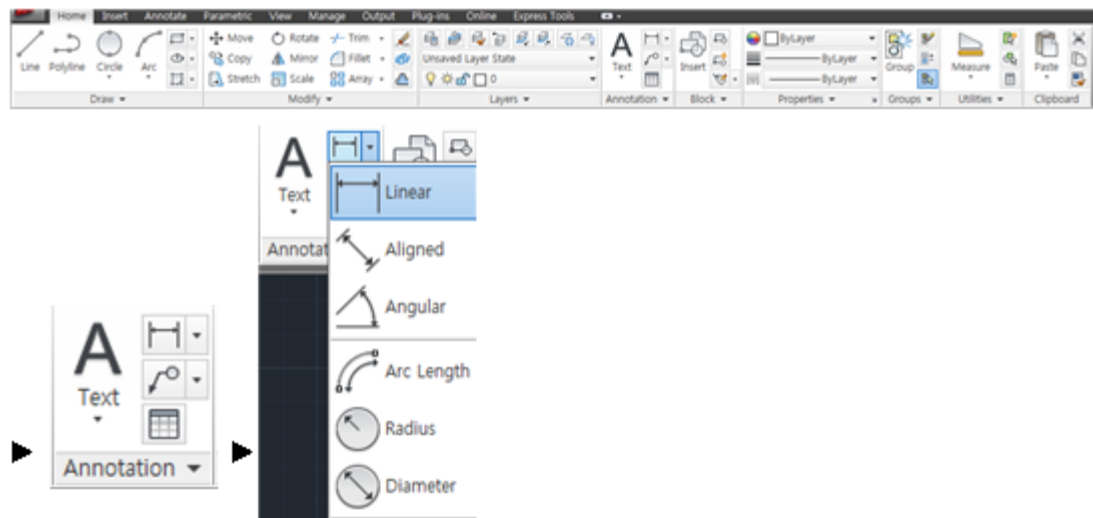 Home Insert Annotate Parametric View Manage Output Plug-ins Online Express Tools
Line Polyline Circle Arc
Move Rotate Trim
Copy Mirror Fillet
Stretch Scale Array
Unsaved Layer State
0
Text
Insert
ByLayer
ByLayer
ByLayer
Group
Measure
Paste
Draw Modify Layers Annotation Block Properties Groups Utilities Clipboard
A
Text
Annotat
Linear
Aligned
Angular
Arc Length
Radius
Diameter
A
Text
Annotation